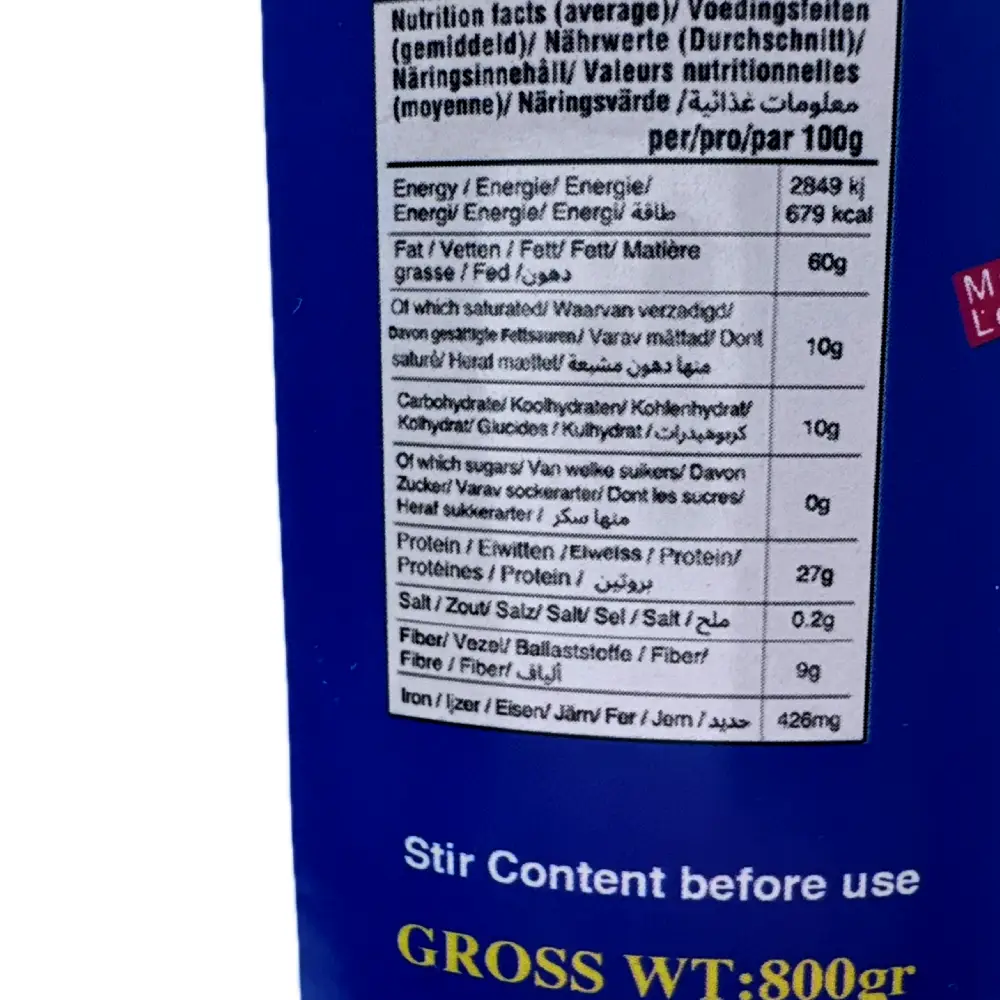 Nutrition facts (average)/ Voedingsfeiten
(gemiddeld)/ Nährwerte (Durchschnitt)/
Näringsinnehåll/ Valeurs nutritionnelles
(moyenne)/ Näringsvärde /معلومات غذائية
per/pro/par 100g
Energy / Energie/ Energie/
Energi/ Energie/ Energi/ طاقة
2849 kj
679 kcal
Fat / Vetten / Fett/ Fett/ Matière
grasse / Fed /دهون
60g
Of which saturated/ Waarvan verzadigd/
Davon gesättigte Fettsauren/ Varav mättad/ Dont
saturé/ Heraf mættet/ منها دهون مشبعة
10g
Carbohydrate/ Koolhydraten/ Kohlenhydrat/
Kolhydrat/ Glucides / Kulhydrat /كربوهيدرات
10g
Of which sugars/ Van welke suikers/ Davon
Zucker/ Varav sockerarter/ Dont les sucres/
Heraf sukkerarter / منها سكر
0g
Protein / Eiwitten /Eiweiss / Protein/
Protéines / Protein / بروتين
27g
Salt / Zout/ Salz/ Salt/ Sel / Salt /ملح
0.2g
Fiber/ Vezel/ Ballaststoffe / Fiber/
Fibre / Fiber/ ألياف
9g
Iron / Ijzer / Eisen/ Järn/ Fer / Jern / حديد
426mg
Stir Content before use
GROSS WT:800gr
M